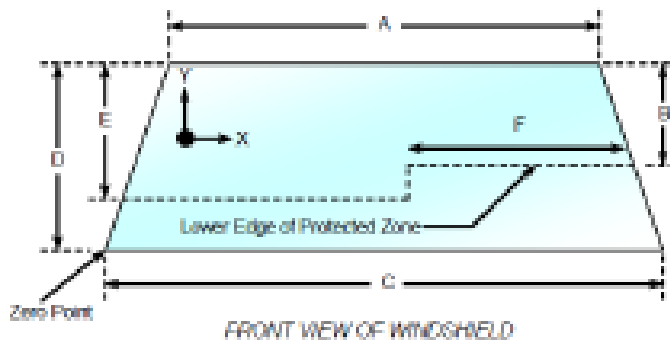 A
Y
B
E
X
F
D
Lower Edge of Protected Zone
C
Zero Point
FRONT VIEW OF WINDSHIELD